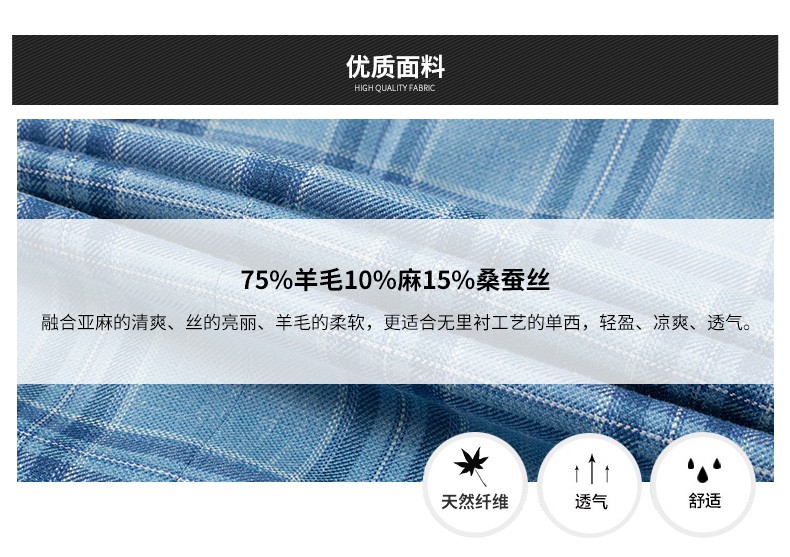 优质面料
HIGH QUALITY FABRIC
75%羊毛10%麻15%桑蚕丝
融合亚麻的清爽、丝的亮丽、羊毛的柔软，更适合无里衬工艺的单西，轻盈、凉爽、透气。
天然纤维
透气
舒适